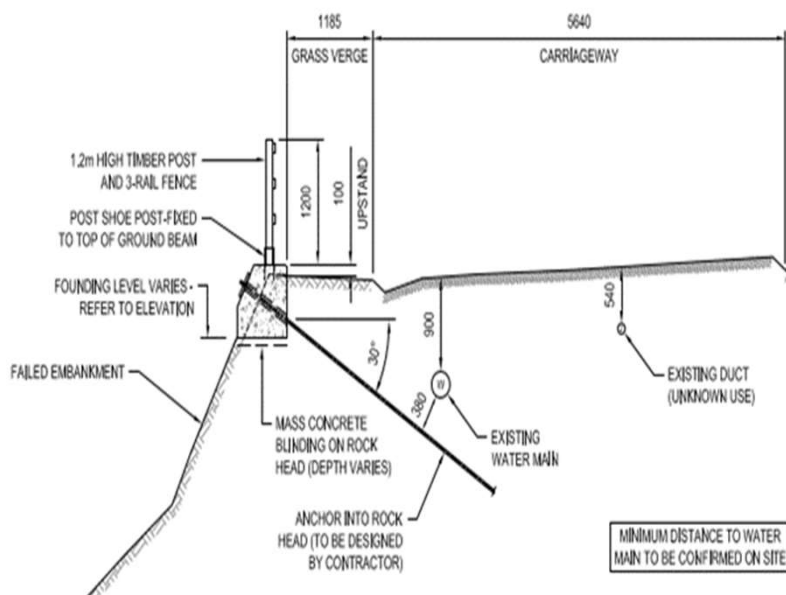 1185
5640
GRASS VERGE
CARRIAGEWAY
1.2m HIGH TIMBER POST
AND 3-RAIL FENCE
1200
100
UPSTAND
POST SHOE POST-FIXED
TO TOP OF GROUND BEAM
FOUNDING LEVEL VARIES -
REFER TO ELEVATION
540
900
30°
FAILED EMBANKMENT
EXISTING DUCT
(UNKNOWN USE)
W
380
MASS CONCRETE
BLINDING ON ROCK
HEAD (DEPTH VARIES)
EXISTING
WATER MAIN
ANCHOR INTO ROCK
HEAD (TO BE DESIGNED
BY CONTRACTOR)
MINIMUM DISTANCE TO WATER
MAIN TO BE CONFIRMED ON SITE